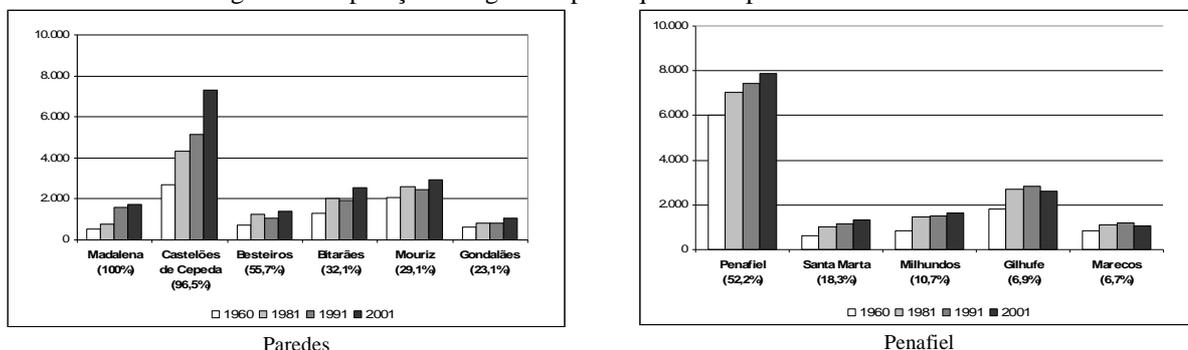 10.000
8.000
6.000
4.000
2.000
0
Madalena
(100%)
Castelões
de Cepeda
(96,5%)
Besteiros
(55,7%)
Bitarães
(32,1%)
Mouriz
(29,1%)
Gondalães
(23,1%)
1960 1981 1991 2001
Paredes
10.000
8.000
6.000
4.000
2.000
0
Penafiel
(52,2%)
Santa Marta
(18,3%)
Milhundos
(10,7%)
Gilhufe
(6,9%)
Marecos
(6,7%)
1960 1981 1991 2001
Penafiel